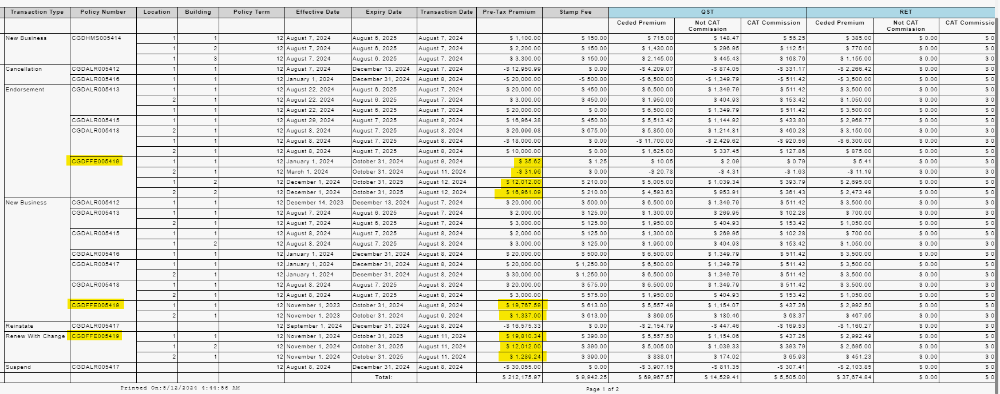 QST RET
Transaction Type Policy Number Location Building Policy Term Effective Date Expiry Date Transaction Date Pre-Tax Premium Stamp Fee
Ceded Premium Not CAT Commission CAT Commission Ceded Premium Not CAT Commission CAT Commissio
New Business CGDHMS005414 1 1 12 August 7, 2024 August 6, 2025 August 7, 2024 $ 1,100.00 $ 150.00 $ 715.00 $ 148.47 $ 56.25 $ 385.00 $ 0.00 $ 0
1 2 12 August 7, 2024 August 6, 2025 August 7, 2024 $ 2,200.00 $ 150.00 $ 1,430.00 $ 296.95 $ 112.51 $ 770.00 $ 0.00 $ 0
1 3 12 August 7, 2024 August 6, 2025 August 7, 2024 $ 3,300.00 $ 150.00 $ 2,145.00 $ 445.43 $ 168.76 $ 1,155.00 $ 0.00 $ 0
Cancellation CGDALR005412 1 1 12 August 7, 2024 December 13, 2024 August 7, 2024 -$ 12,950.99 $ 0.00 -$ 4,209.07 -$ 874.05 -$ 331.17 -$ 2,266.42 $ 0.00 $ 0
CGDALR005416 1 1 12 January 1, 2024 December 31, 2024 August 8, 2024 -$ 20,000.00 -$ 500.00 -$ 6,500.00 -$ 1,349.79 -$ 511.42 -$ 3,500.00 $ 0.00 $ 0
Endorsement CGDALR005413 1 1 12 August 22, 2024 August 6, 2025 August 7, 2024 $ 20,000.00 $ 450.00 $ 6,500.00 $ 1,349.79 $ 511.42 $ 3,500.00 $ 0.00 $ 0
2 1 12 August 22, 2024 August 6, 2025 August 7, 2024 $ 3,000.00 $ 450.00 $ 1,950.00 $ 404.93 $ 153.42 $ 1,050.00 $ 0.00 $ 0
1 1 12 August 22, 2024 August 6, 2025 August 7, 2024 $ 20,000.00 $ 0.00 $ 6,500.00 $ 1,349.79 $ 511.42 $ 3,500.00 $ 0.00 $ 0
CGDALR005415 1 1 12 August 29, 2024 August 7, 2025 August 8, 2024 $ 16,964.38 $ 450.00 $ 5,513.42 $ 1,144.92 $ 433.80 $ 2,968.77 $ 0.00 $ 0
CGDALR005418 2 1 12 August 8, 2024 August 7, 2025 August 8, 2024 $ 26,999.98 $ 675.00 $ 5,850.00 $ 1,214.81 $ 460.28 $ 3,150.00 $ 0.00 $ 0
1 1 12 August 8, 2024 August 7, 2025 August 8, 2024 -$ 18,000.00 $ 0.00 -$ 11,700.00 -$ 2,429.62 -$ 920.56 -$ 6,300.00 $ 0.00 $ 0
2 1 12 August 8, 2024 August 7, 2025 August 8, 2024 $ 10,000.00 $ 0.00 $ 1,625.00 $ 337.45 $ 127.86 $ 875.00 $ 0.00 $ 0
CGDFFE005419 1 1 12 January 1, 2024 October 31, 2024 August 9, 2024 $ 35.62 $ 1.25 $ 10.05 $ 2.09 $ 0.79 $ 5.41 $ 0.00 $ 0
2 1 12 March 1, 2024 October 31, 2024 August 11, 2024 -$ 31.96 $ 0.00 -$ 20.78 -$ 4.31 -$ 1.63 -$ 11.19 $ 0.00 $ 0
1 2 12 December 1, 2024 October 31, 2025 August 12, 2024 $ 12,012.00 $ 210.00 $ 5,005.00 $ 1,039.34 $ 393.79 $ 2,695.00 $ 0.00 $ 0
2 2 12 December 1, 2024 October 31, 2025 August 12, 2024 $ 16,961.09 $ 210.00 $ 4,593.63 $ 953.91 $ 361.43 $ 2,473.49 $ 0.00 $ 0
New Business CGDALR005412 1 1 12 December 14, 2023 December 13, 2024 August 7, 2024 $ 20,000.00 $ 500.00 $ 6,500.00 $ 1,349.79 $ 511.42 $ 3,500.00 $ 0.00 $ 0
CGDALR005413 1 1 12 August 7, 2024 August 6, 2025 August 7, 2024 $ 2,000.00 $ 125.00 $ 1,300.00 $ 269.95 $ 102.28 $ 700.00 $ 0.00 $ 0
2 1 12 August 7, 2024 August 6, 2025 August 7, 2024 $ 3,000.00 $ 125.00 $ 1,950.00 $ 404.93 $ 153.42 $ 1,050.00 $ 0.00 $ 0
CGDALR005415 1 1 12 August 8, 2024 August 7, 2025 August 8, 2024 $ 2,000.00 $ 125.00 $ 1,300.00 $ 269.95 $ 102.28 $ 700.00 $ 0.00 $ 0
1 2 12 August 8, 2024 August 7, 2025 August 8, 2024 $ 3,000.00 $ 125.00 $ 1,950.00 $ 404.93 $ 153.42 $ 1,050.00 $ 0.00 $ 0
CGDALR005416 1 1 12 January 1, 2024 December 31, 2024 August 8, 2024 $ 20,000.00 $ 500.00 $ 6,500.00 $ 1,349.79 $ 511.42 $ 3,500.00 $ 0.00 $ 0
CGDALR005417 1 1 12 January 1, 2024 December 31, 2024 August 8, 2024 $ 20,000.00 $ 1,250.00 $ 6,500.00 $ 1,349.79 $ 511.42 $ 3,500.00 $ 0.00 $ 0
2 1 12 January 1, 2024 December 31, 2024 August 8, 2024 $ 30,000.00 $ 1,250.00 $ 6,500.00 $ 1,349.79 $ 511.42 $ 3,500.00 $ 0.00 $ 0
CGDALR005418 1 1 12 August 8, 2024 August 7, 2025 August 8, 2024 $ 20,000.00 $ 575.00 $ 6,500.00 $ 1,349.79 $ 511.42 $ 3,500.00 $ 0.00 $ 0
2 1 12 August 8, 2024 August 7, 2025 August 8, 2024 $ 3,000.00 $ 575.00 $ 1,950.00 $ 404.93 $ 153.42 $ 1,050.00 $ 0.00 $ 0
CGDFFE005419 1 1 12 November 1, 2023 October 31, 2024 August 9, 2024 $ 19,767.59 $ 613.00 $ 5,557.49 $ 1,154.07 $ 437.26 $ 2,992.50 $ 0.00 $ 0
2 1 12 November 1, 2023 October 31, 2024 August 9, 2024 $ 1,337.00 $ 613.00 $ 869.05 $ 180.46 $ 68.37 $ 467.95 $ 0.00 $ 0
Reinstate CGDALR005417 12 September 1, 2024 December 31, 2024 August 8, 2024 -$ 16,575.33 $ 0.00 -$ 2,154.79 -$ 447.46 -$ 169.53 -$ 1,160.27 $ 0.00 $ 0
Renew With Change CGDFFE005419 1 1 12 November 1, 2024 October 31, 2025 August 11, 2024 $ 19,810.34 $ 390.00 $ 5,557.50 $ 1,154.06 $ 437.26 $ 2,992.49 $ 0.00 $ 0
1 2 12 November 1, 2024 October 31, 2025 August 11, 2024 $ 12,012.00 $ 390.00 $ 5,005.00 $ 1,039.33 $ 393.79 $ 2,695.00 $ 0.00 $ 0
2 1 12 November 1, 2024 October 31, 2025 August 11, 2024 $ 1,289.24 $ 390.00 $ 838.01 $ 174.02 $ 65.93 $ 451.23 $ 0.00 $ 0
Suspend CGDALR005417 12 August 8, 2024 December 31, 2024 August 8, 2024 -$ 30,055.00 $ 0.00 -$ 3,907.15 -$ 811.35 -$ 307.41 -$ 2,103.85 $ 0.00 $ 0
Total: $ 212,175.97 $ 9,942.25 $ 69,967.57 $ 14,529.41 $ 5,505.00 $ 37,674.84 $ 0.00 $ 0
Printed On:8/12/2024 4:44:56 AM Page 1 of 2